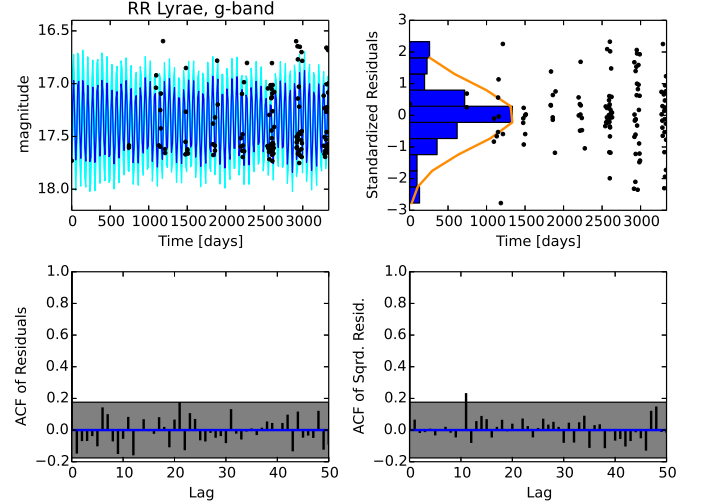 RR Lyrae, g-band
16.5
17.0
17.5
18.0
magnitude
0 500 1000 1500 2000 2500 3000
Time [days]
3
2
1
0
−1
−2
−3
Standardized Residuals
0 500 1000 1500 2000 2500 3000
Time [days]
1.0
0.8
0.6
0.4
0.2
0.0
−0.2
ACF of Residuals
0 10 20 30 40 50
Lag
1.0
0.8
0.6
0.4
0.2
0.0
−0.2
ACF of Sqrd. Resid.
0 10 20 30 40 50
Lag